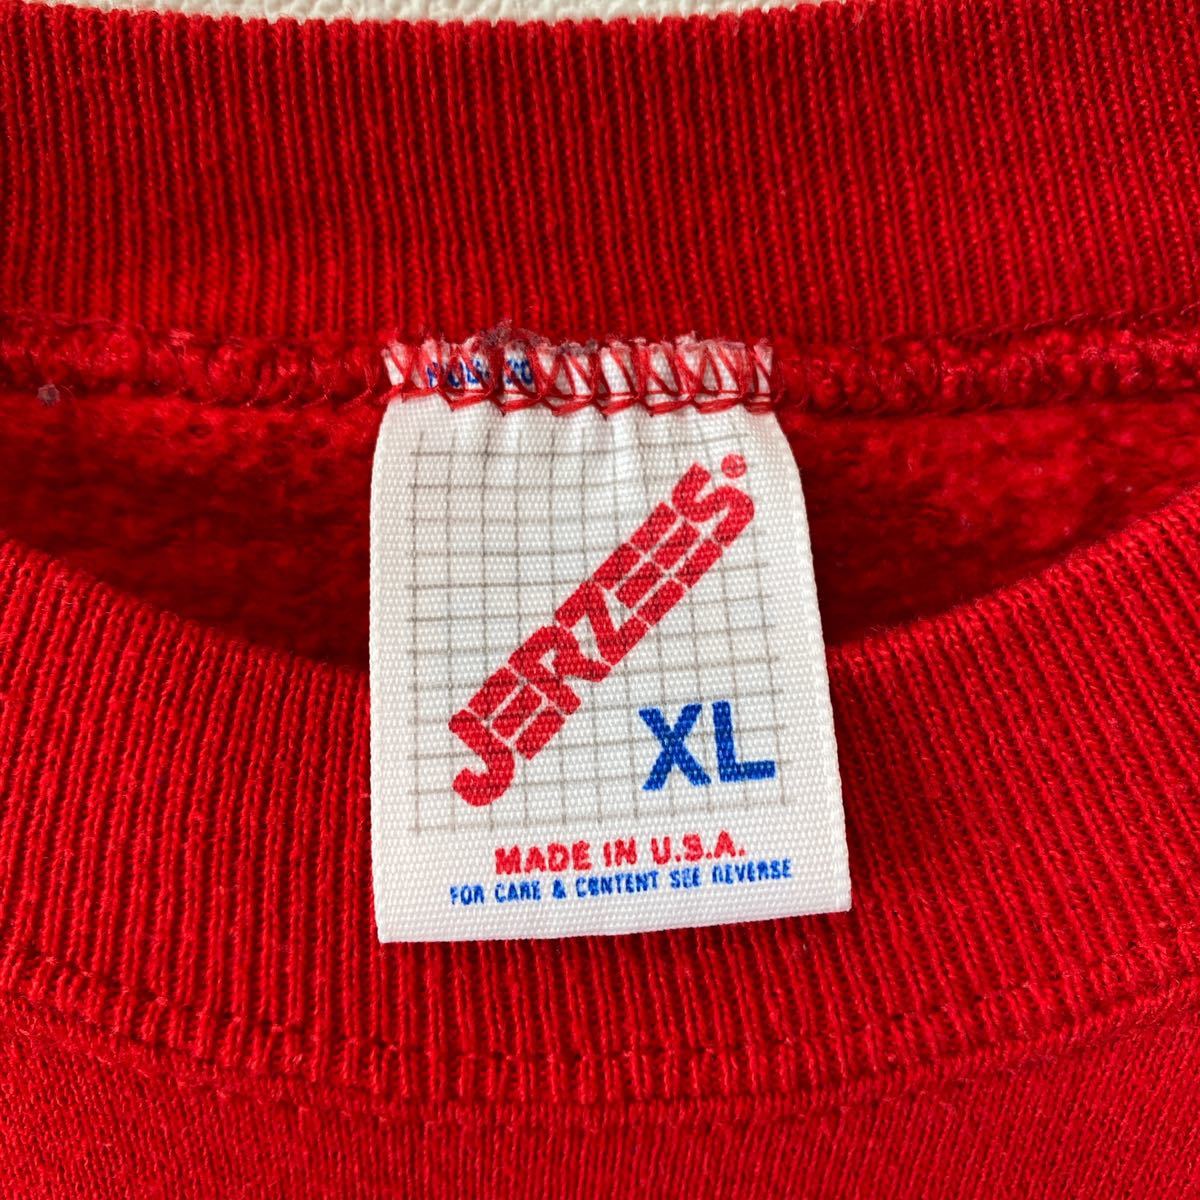 JERZEES®
XL
MADE IN U.S.A.
FOR CARE & CONTENT SEE REVERSE